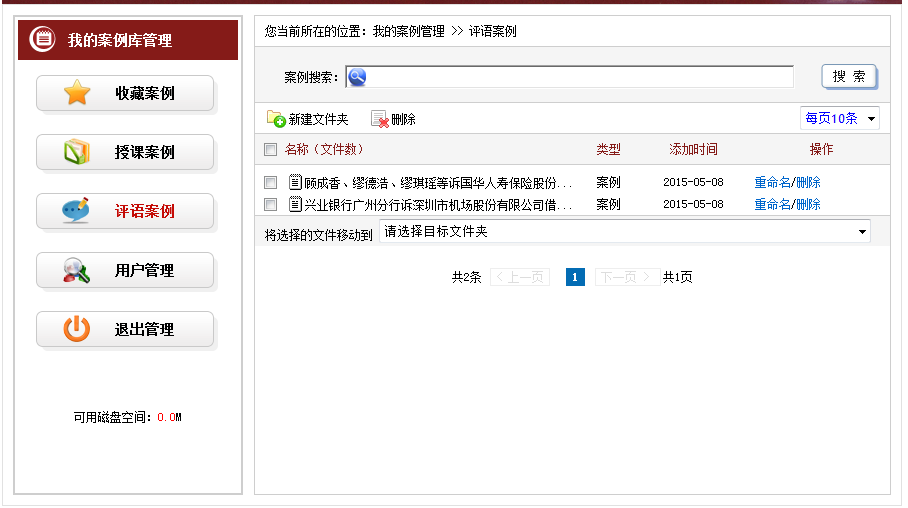 我的案例库管理
收藏案例
授课案例
评语案例
用户管理
退出管理
可用磁盘空间：0.0M
您当前所在的位置：我的案例管理 >> 评语案例
案例搜索：
搜 索
新建文件夹 删除 每页10条
名称（文件数） 类型 添加时间 操作
顾成香、缪德浩、缪琪瑶等诉国华人寿保险股份... 案例 2015-05-08 重命名/删除
兴业银行广州分行诉深圳市机场股份有限公司借... 案例 2015-05-08 重命名/删除
将选择的文件移动到 请选择目标文件夹
共2条 < 上一页 1 下一页 > 共1页